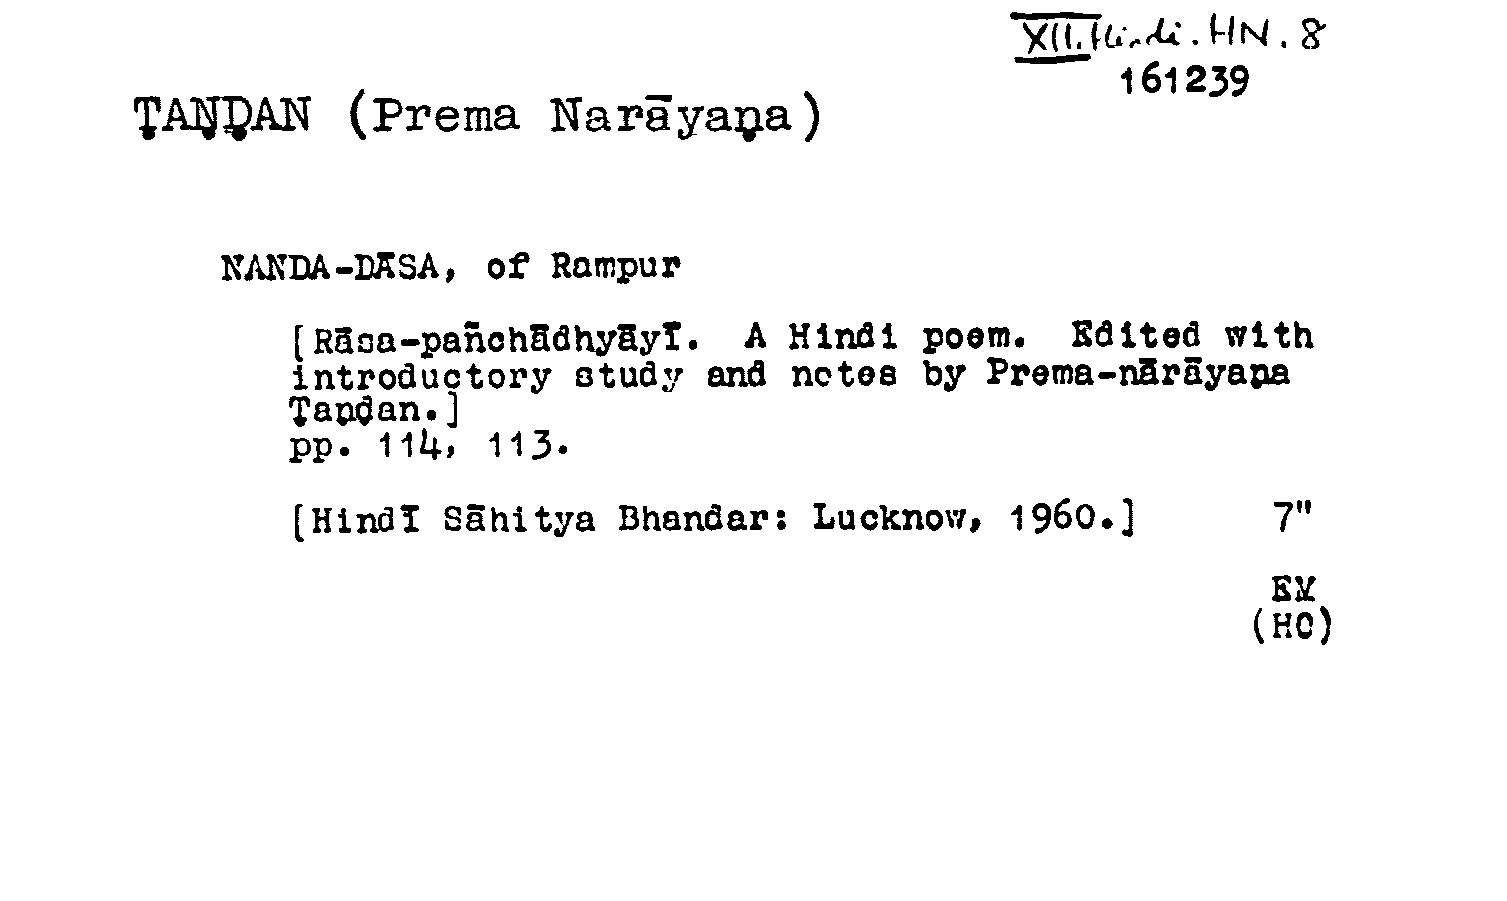 XII. Hindi. HN. 8
161239
ṬAṆḌAN (Prema Narāyaṇa)
NANDA-DĀSA, of Rampur
[Rāsa-pañchādhyāyī. A Hindi poem. Edited with
introductory study and notes by Prema-nārāyaṇa
Ṭaṇḍan.]
pp. 114, 113.
[Hindī Sāhitya Bhandar: Lucknow, 1960.] 7"
EM
(HC)